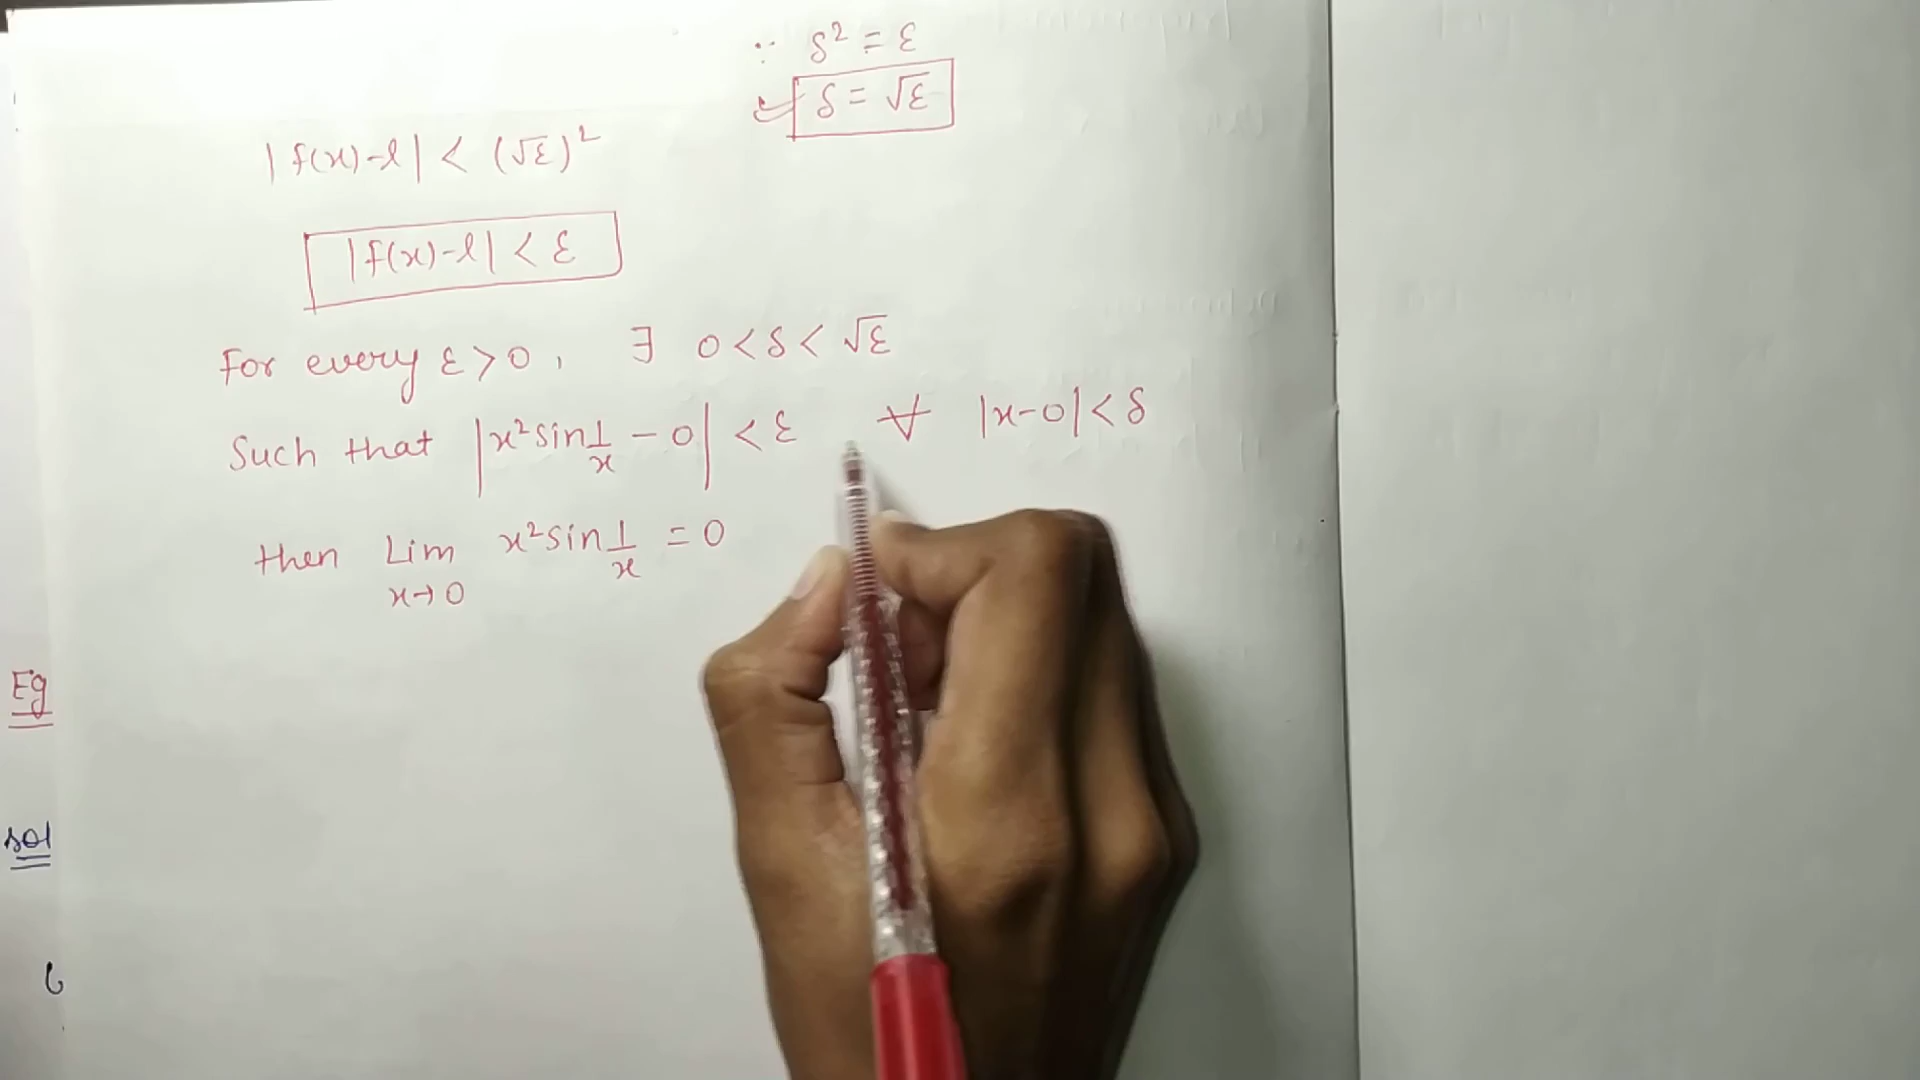 ∵ δ² = ε
δ = √ε
|f(x)-l| < (√ε)²
|f(x)-l| < ε
For every ε>0, ∃ 0<δ<√ε
Such that |x² sin 1/x - 0| < ε ∀ |x-0|<δ
then Lim x→0 x² sin 1/x = 0
Eg
sol